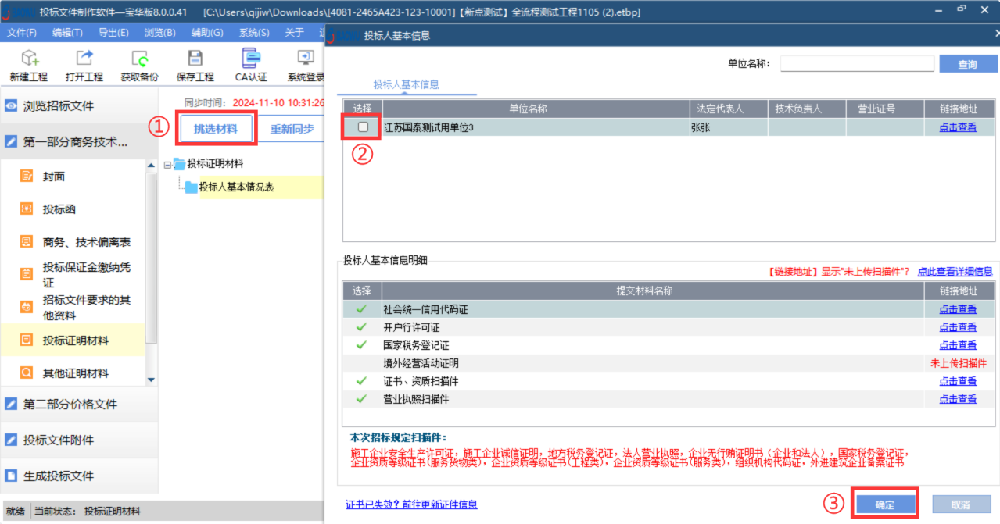 投标文件制作软件—宝华版8.0.0.41 [C:\Users\qijiw\Downloads\[4081-2465A423-123-10001]【新点测试】全流程测试工程1105 (2).etbp]
文件(F) 编辑(T) 导出(E) 浏览(B) 辅助(G) 系统(S) 关于
新建工程 打开工程 获取备份 保存工程 CA认证 系统登录
浏览招标文件
第一部分商务技术...
封面
投标函
商务、技术偏离表
投标保证金缴纳凭
证
招标文件要求的其
他资料
投标证明材料
其他证明材料
第二部分价格文件
投标文件附件
生成投标文件
就绪 当前状态: 投标证明材料
同步时间: 2024-11-10 10:31:26
① 挑选材料 重新同步
投标证明材料
投标人基本情况表
投标人基本信息
单位名称: 查询
投标人基本信息
选择 单位名称 法定代表人 技术负责人 营业证号 链接地址
江苏国泰测试用单位3 张张 点击查看
②
投标人基本信息明细
【链接地址】显示"未上传扫描件"? 点此查看详细信息
选择 提交材料名称 链接地址
社会统一信用代码证 点击查看
开户行许可证 点击查看
国家税务登记证 点击查看
境外经营活动证明 未上传扫描件
证书、资质扫描件 点击查看
营业执照扫描件 点击查看
本次招标规定扫描件:
施工企业安全生产许可证, 施工企业诚信证明, 地方税务登记证, 法人营业执照, 企业无行贿证明书 (企业和法人) , 国家税务登记证,
企业资质等级证书(服务货物类), 企业资质等级证书(工程类), 企业资质等级证书(服务类), 组织机构代码证, 外进建筑企业备案证书
证书已失效? 前往更新证件信息 ③ 确定 取消